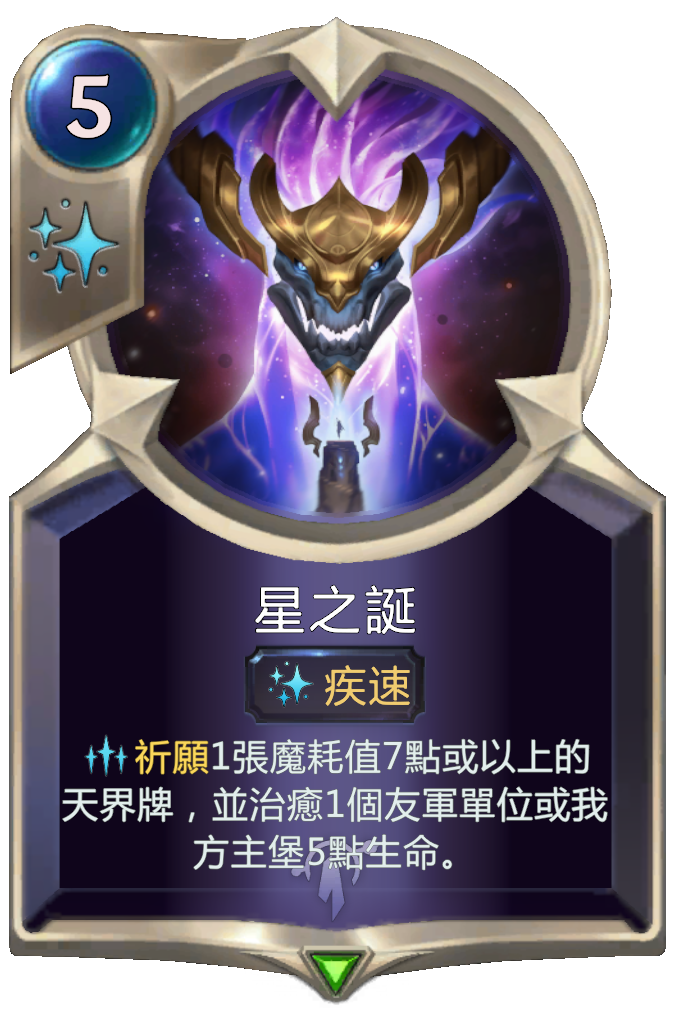 5
星之誕
疾速
祈願1張魔耗值7點或以上的
天界牌，並治癒1個友軍單位或我
方主堡5點生命。